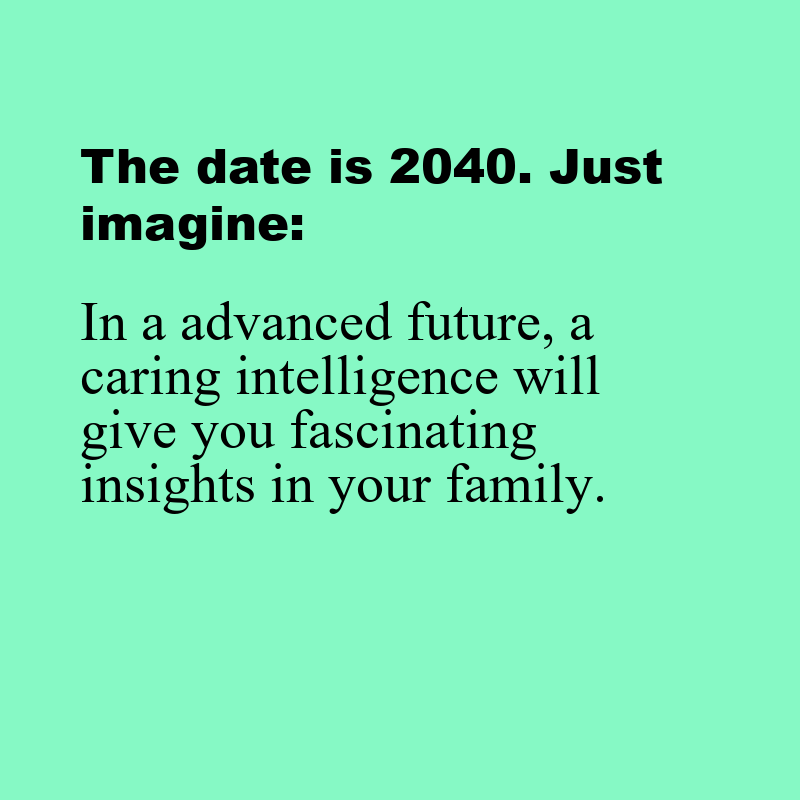 The date is 2040. Just
imagine:
In a advanced future, a
caring intelligence will
give you fascinating
insights in your family.